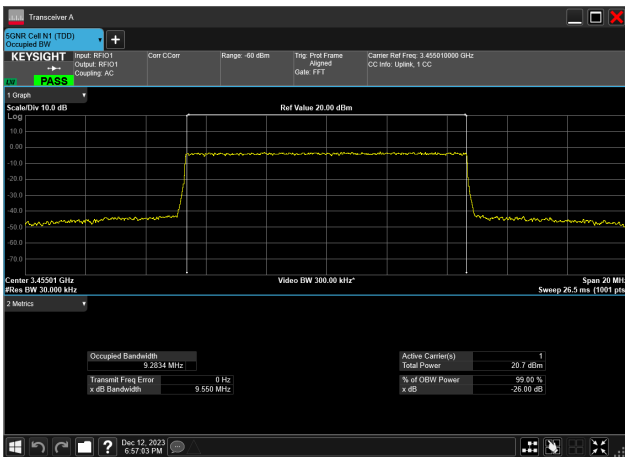 Transceiver A
5GNR Cell N1 (TDD)
Occupied BW
KEYSIGHT
PASS
Input: RFIO1
Output: RFIO1
Coupling: AC
Corr CCorr
Range: -60 dBm
Trig: Prot Frame
Aligned
Gate: FFT
Carrier Ref Freq: 3.455010000 GHz
CC Info: Uplink, 1 CC
1 Graph
Scale/Div 10.0 dB
Ref Value 20.00 dBm
Log
10.0
0.00
-10.0
-20.0
-30.0
-40.0
-50.0
-60.0
-70.0
Center 3.45501 GHz
Video BW 300.00 kHz*
Span 20 MHz
#Res BW 30.000 kHz
Sweep 26.5 ms (1001 pts
2 Metrics
Occupied Bandwidth
9.2834 MHz
Active Carrier(s) 1
Total Power 20.7 dBm
Transmit Freq Error 0 Hz
x dB Bandwidth 9.550 MHz
% of OBW Power 99.00 %
x dB -26.00 dB
Dec 12, 2023
6:57:03 PM